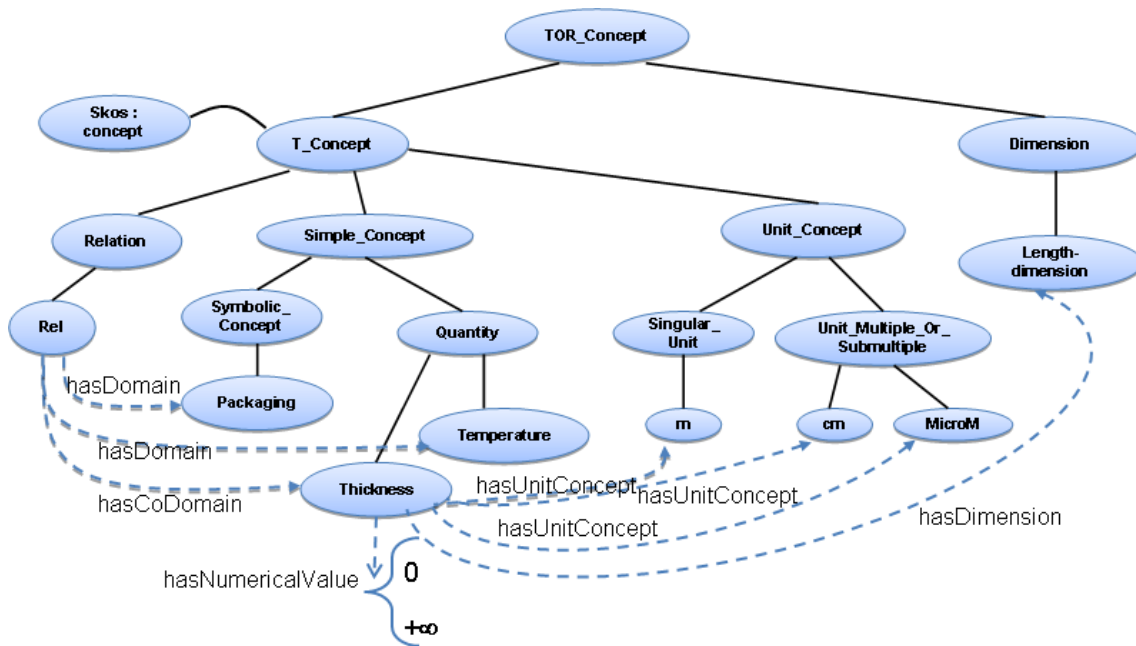 TOR_Concept
Skos :
concept
T_Concept
Dimension
Relation
Simple_Concept
Unit_Concept
Length-
dimension
Symbolic_
Concept
Rel
Quantity
Singular_
Unit
Unit_Multiple_Or_
Submultiple
hasDomain
Packaging
Temperature
m
cm
MicroM
hasDomain
Thickness
hasUnitConcept
hasUnitConcept
hasCoDomain
hasUnitConcept
hasDimension
hasNumericalValue
0
+∞